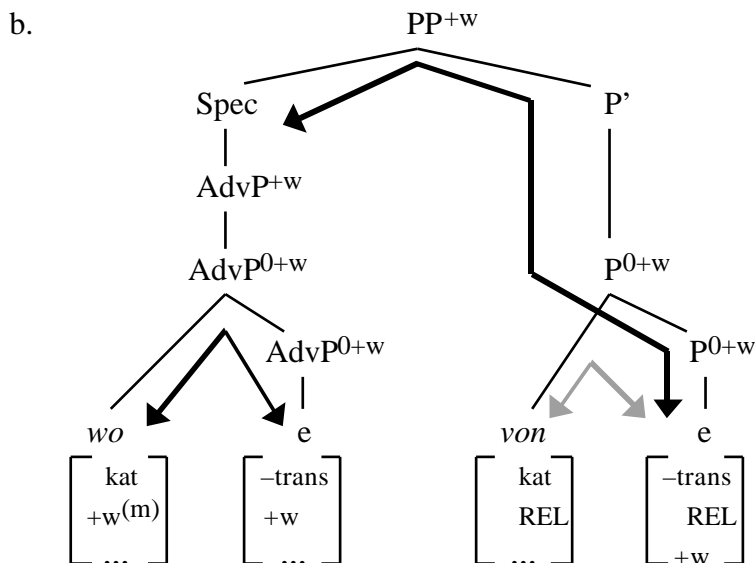 b.
PP+w
Spec P’
AdvP+w
AdvP0+w P0+w
AdvP0+w P0+w
wo e von e
kat –trans kat –trans
+w(m) +w REL REL
... ... ... +w